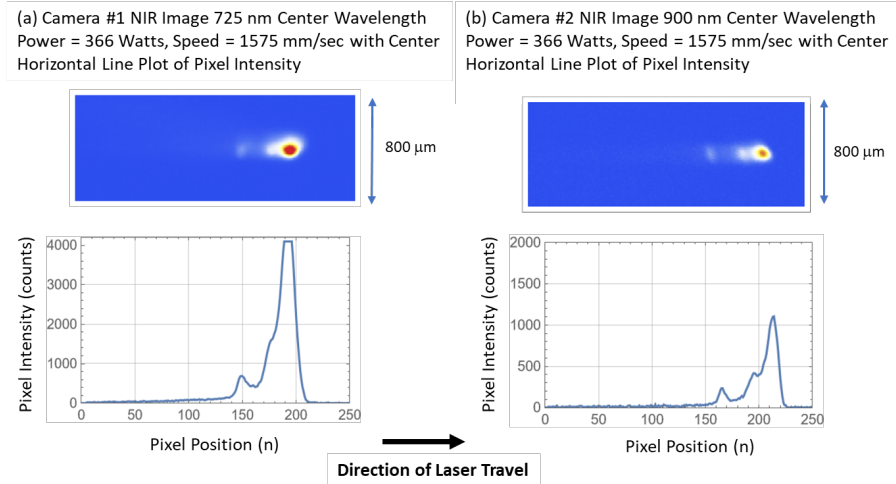 (a) Camera #1 NIR Image 725 nm Center Wavelength
Power = 366 Watts, Speed = 1575 mm/sec with Center
Horizontal Line Plot of Pixel Intensity
(b) Camera #2 NIR Image 900 nm Center Wavelength
Power = 366 Watts, Speed = 1575 mm/sec with Center
Horizontal Line Plot of Pixel Intensity
800 μm
800 μm
Pixel Intensity (counts)
4000
3000
2000
1000
0
0 50 100 150 200 250
Pixel Position (n)
Pixel Intensity (counts)
2000
1500
1000
500
0
0 50 100 150 200 250
Pixel Position (n)
Direction of Laser Travel